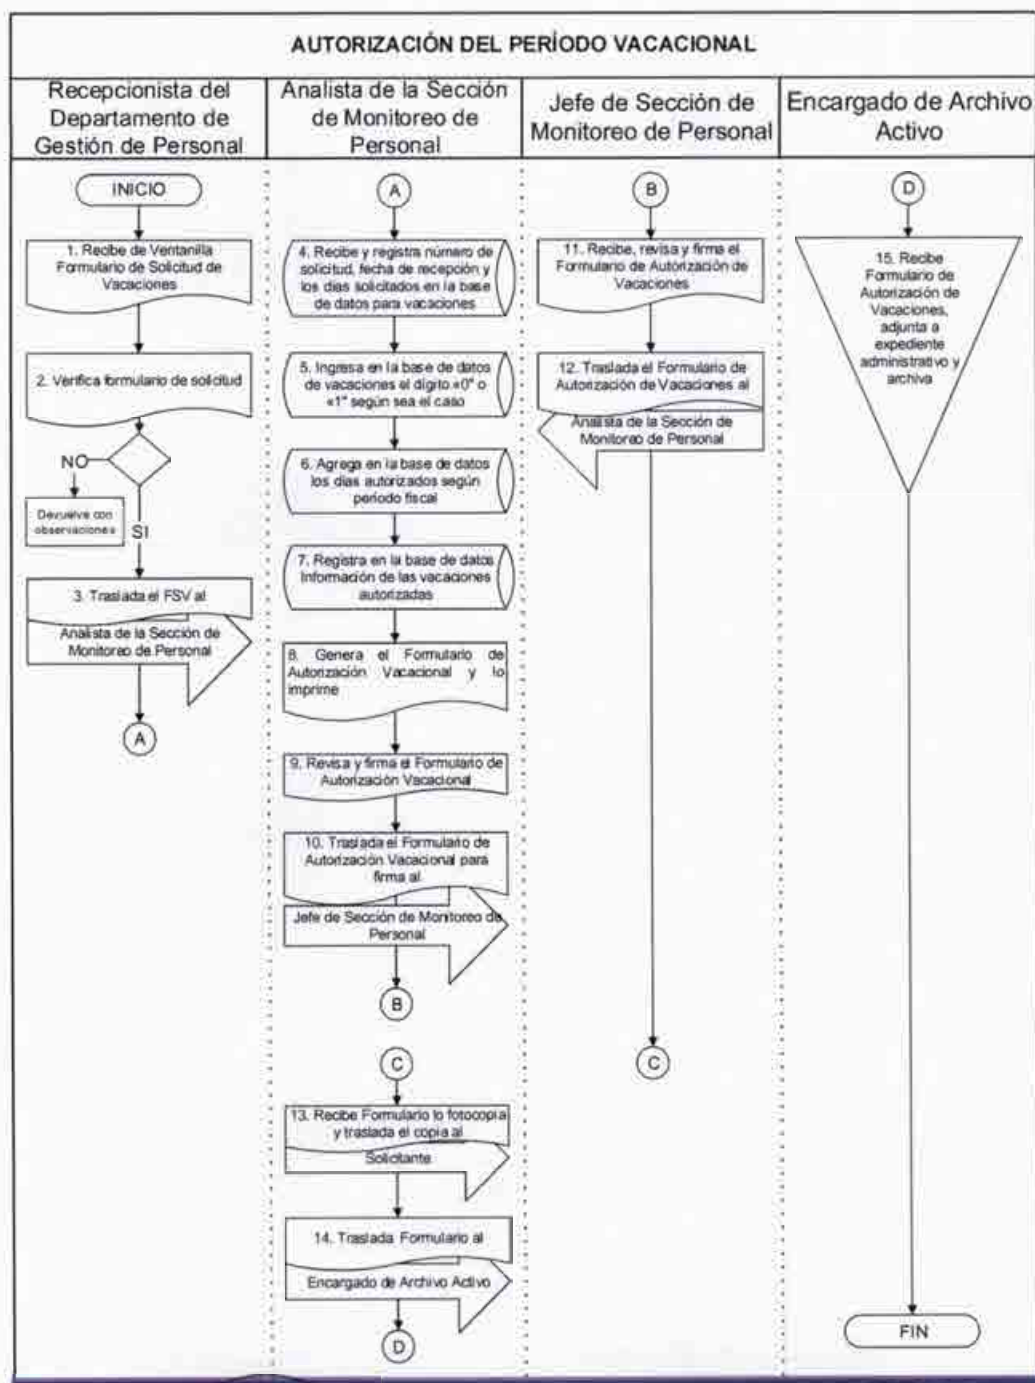 AUTORIZACIÓN DEL PERÍODO VACACIONAL
Recepcionista del
Departamento de
Gestión de Personal
Analista de la Sección
de Monitoreo de
Personal
Jefe de Sección de
Monitoreo de Personal
Encargado de Archivo
Activo
INICIO
1. Recibe de Ventanilla
Formulario de Solicitud de
Vacaciones
2. Verifica formulario de solicitud
NO
Devuelve con
observaciones
SI
3. Traslada el FSV al
Analista de la Sección de
Monitoreo de Personal
A
A
4. Recibe y registra número de
solicitud, fecha de recepción y
los días solicitados en la base
de datos para vacaciones
5. Ingresa en la base de datos
de vacaciones el dígito «0" o
«1" según sea el caso
6. Agrega en la base de datos
los días autorizados según
período fiscal
7. Registra en la base de datos
Información de las vacaciones
autorizadas
8. Genera el Formulario de
Autorización Vacacional y lo
imprime
9. Revisa y firma el Formulario de
Autorización Vacacional
10. Traslada el Formulario de
Autorización Vacacional para
firma al
Jefe de Sección de Monitoreo de
Personal
B
C
13. Recibe Formulario lo fotocopia
y traslada el copia al
Solicitante
14. Traslada Formulario al
Encargado de Archivo Activo
D
B
11. Recibe, revisa y firma el
Formulario de Autorización de
Vacaciones
12. Traslada el Formulario de
Autorización de Vacaciones al
Analista de la Sección de
Monitoreo de Personal
C
D
15. Recibe
Formulario de
Autorización de
Vacaciones,
adjunta a
expediente
administrativo y
archiva
FIN